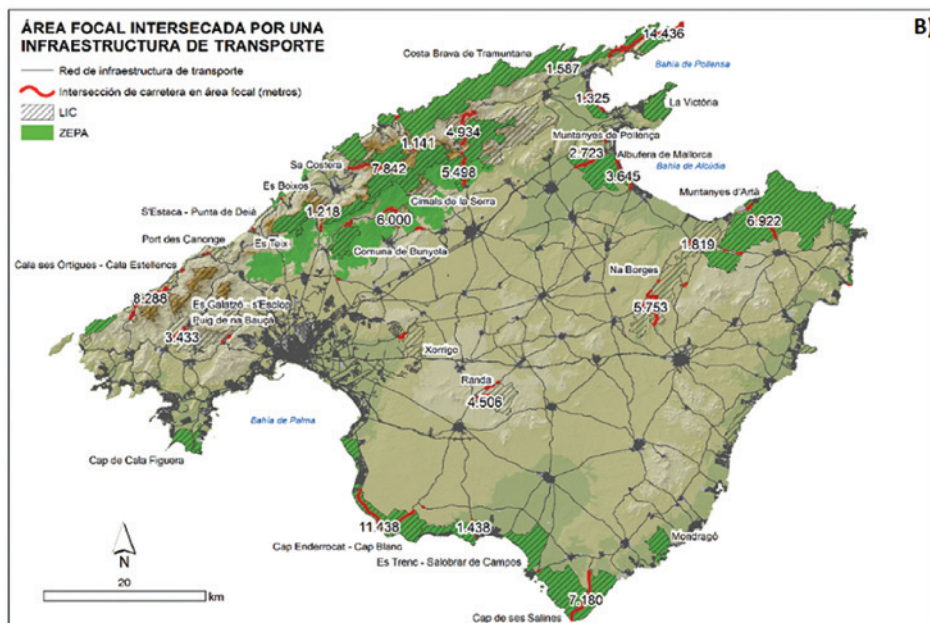 ÁREA FOCAL INTERSECADA POR UNA
INFRAESTRUCTURA DE TRANSPORTE
Red de infraestructura de transporte
Intersección de carretera en área focal (metros)
LIC
ZEPA
B)
14.436
Costa Brava de Tramuntana
1.587
Bahía de Pollensa
1.325
La Victòria
4.934
1.141
Muntanyes de Pollença
2.723
Albufera de Mallorca
Sa Costera
7.842
5.498
Bahía de Alcúdia
3.645
Es Boixos
Muntanyes d'Artà
Cimals de la Serra
S'Estaca - Punta de Deià
1.218
6.000
6.922
Port des Canonge
Es Teix
Comuna de Bunyola
1.819
Cala ses Ortigues - Cala Estellencs
Na Borges
8.288
Es Galatzó - s'Esclop
5.753
Puig de na Bauçà
3.433
Xorrigo
Randa
4.506
Bahía de Palma
Cap de Cala Figuera
11.438
1.438
Mondragó
Cap Enderrocat - Cap Blanc
Es Trenc - Salobrar de Campos
N
20
km
7.180
Cap de ses Salines